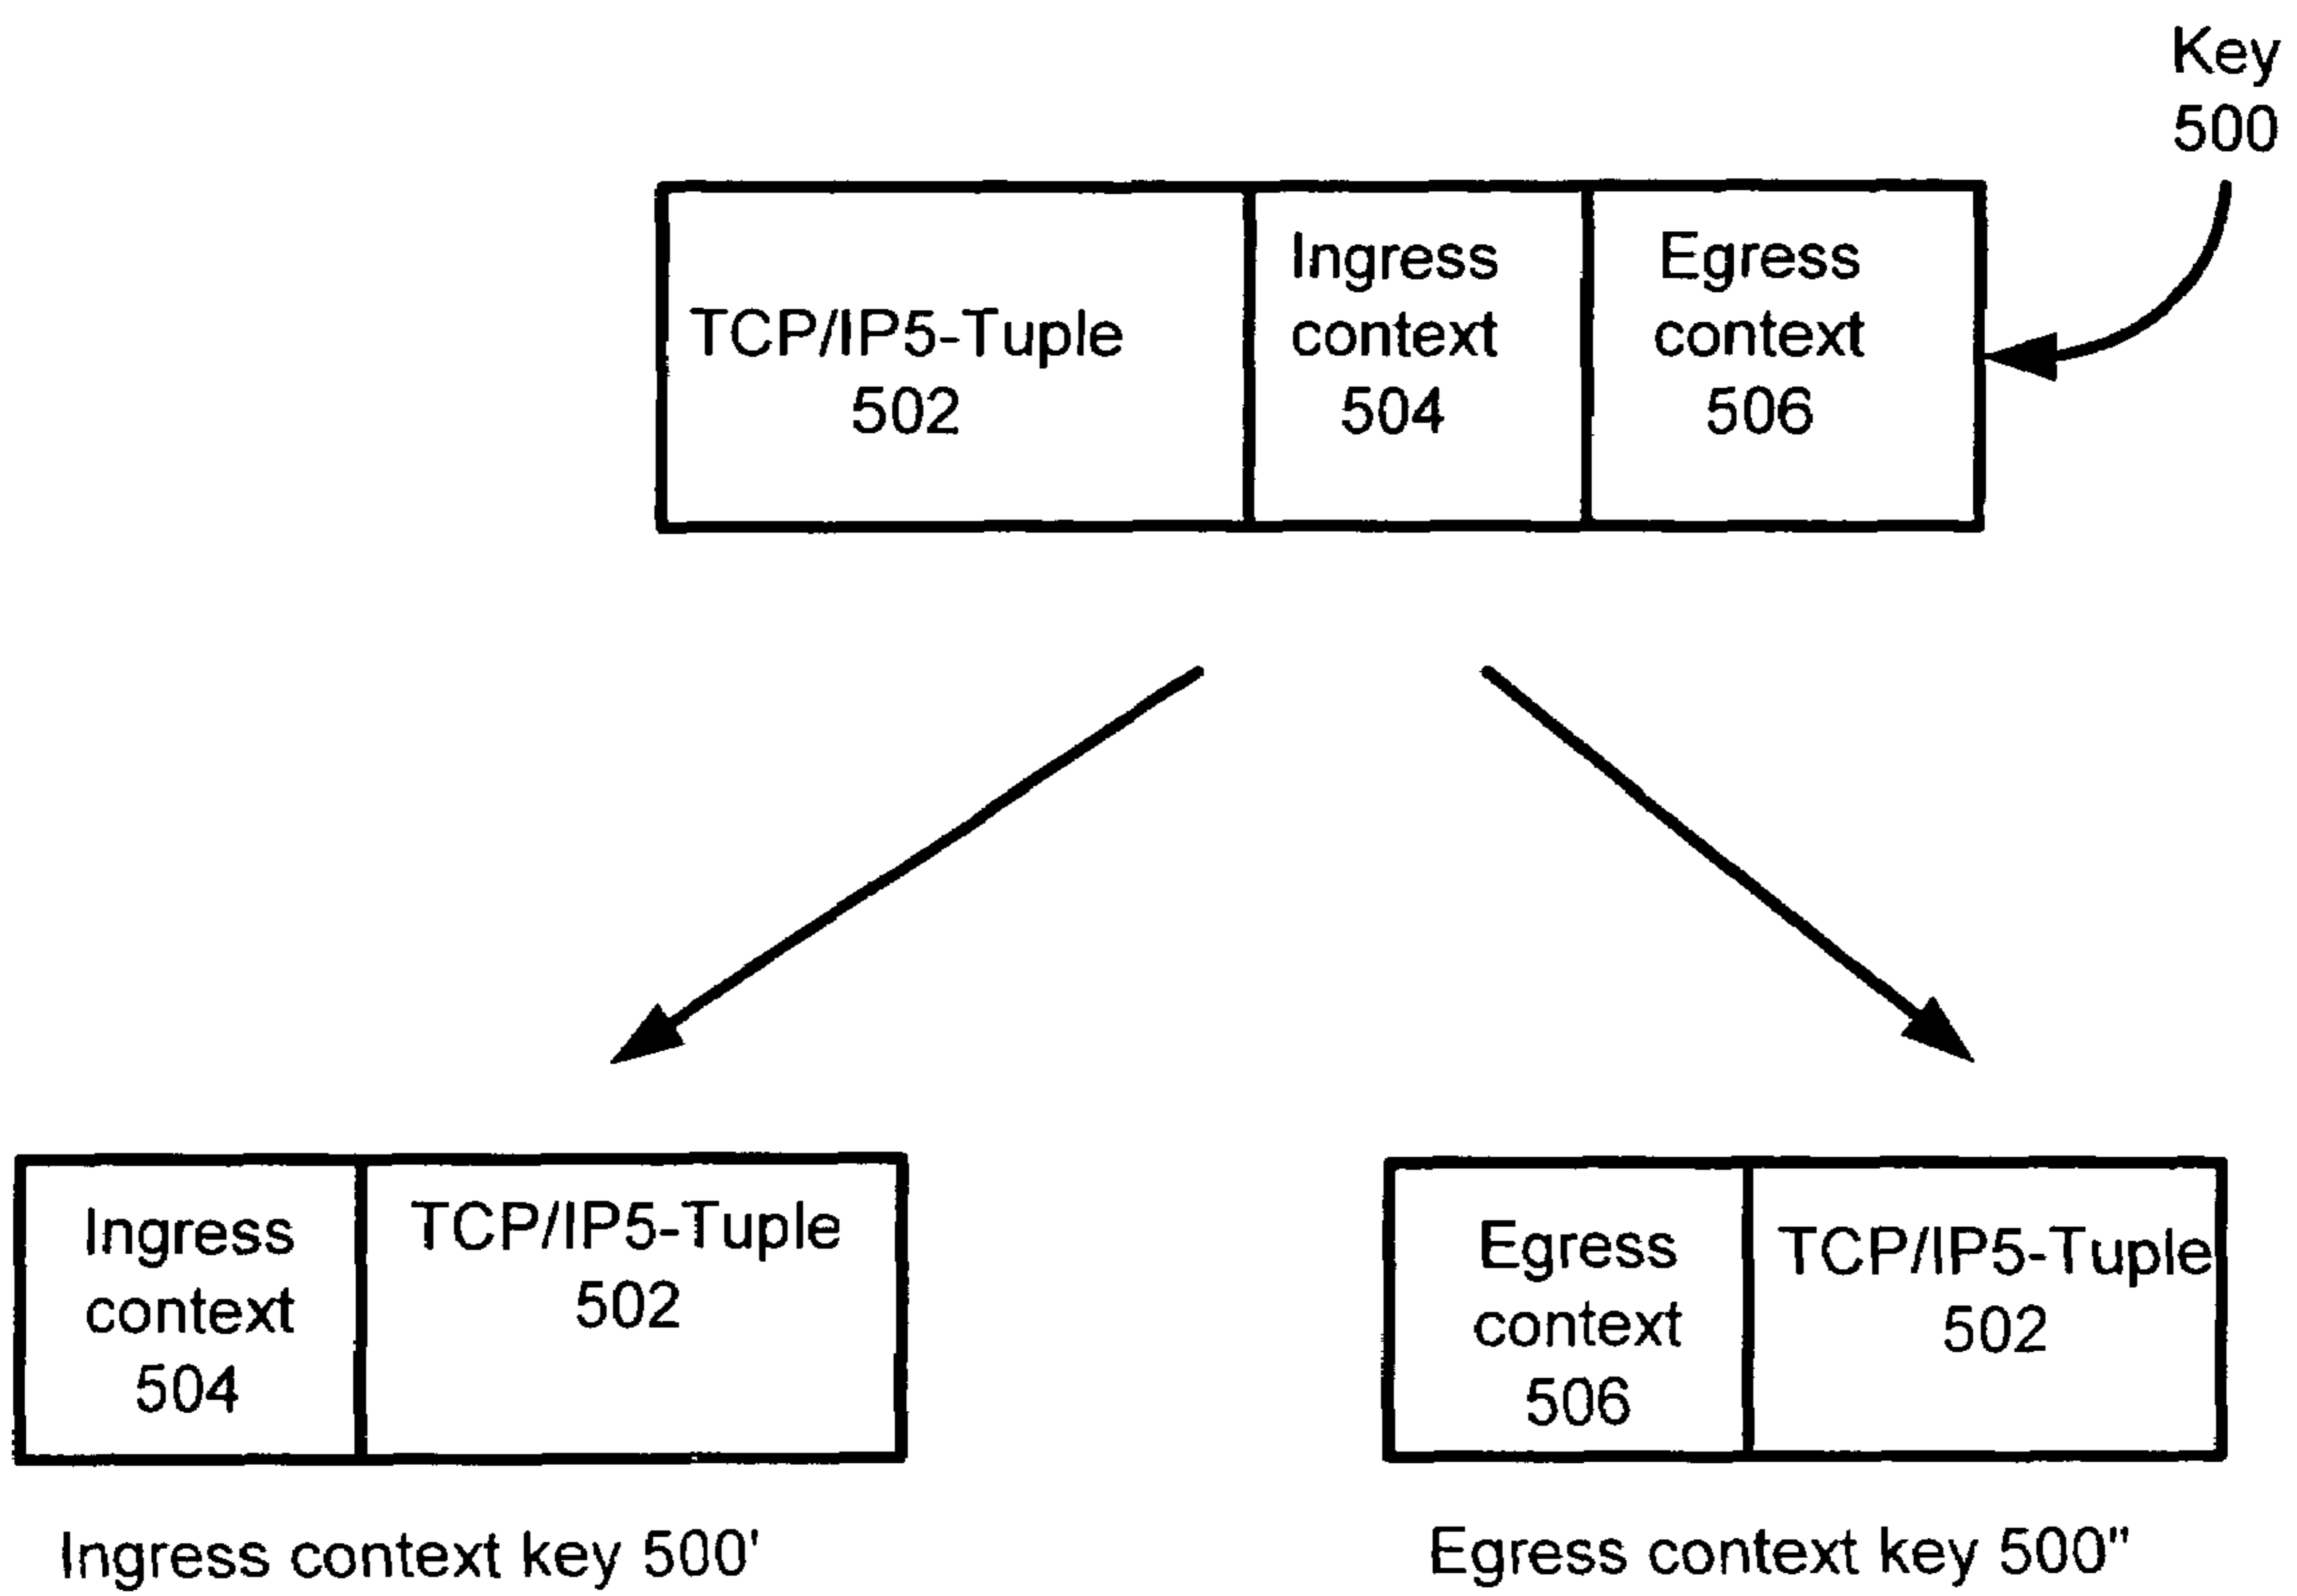 Key
500
TCP/IP5-Tuple
502
Ingress
context
504
Egress
context
506
Ingress
context
504
TCP/IP5-Tuple
502
Egress
context
506
TCP/IP5-Tuple
502
Ingress context key 500'
Egress context key 500"